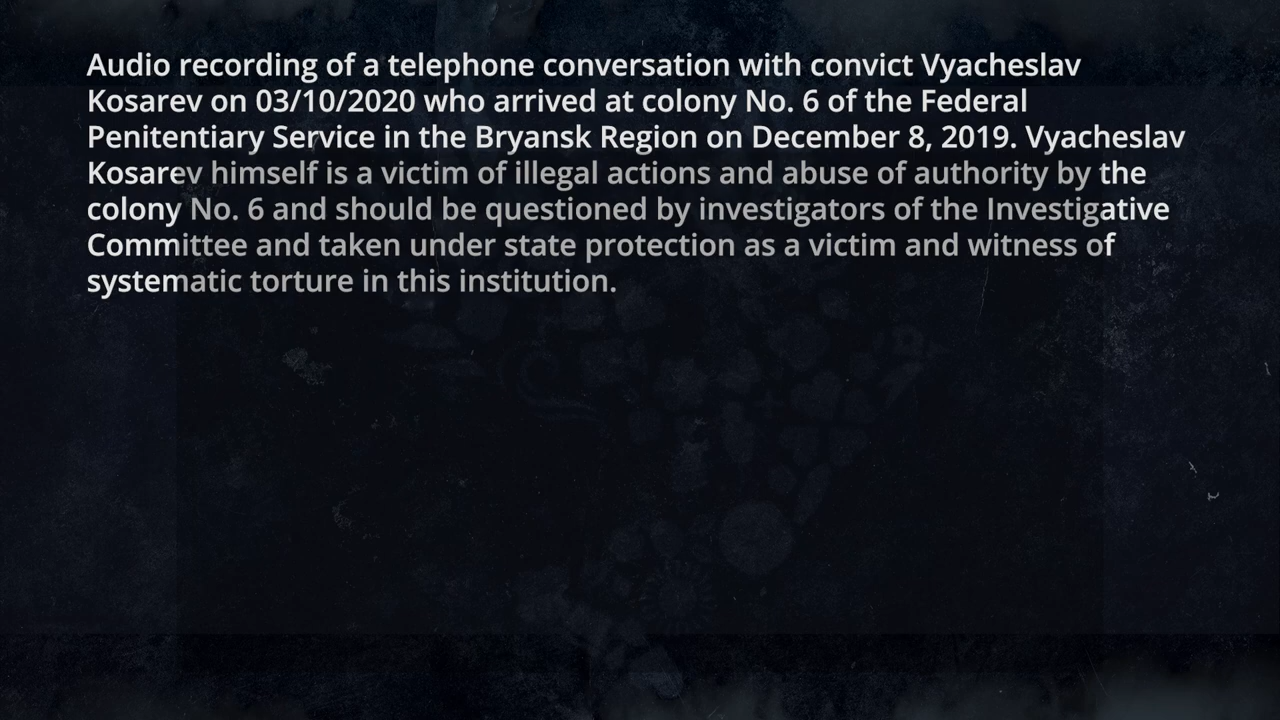 Audio recording of a telephone conversation with convict Vyacheslav
Kosarev on 03/10/2020 who arrived at colony No. 6 of the Federal
Penitentiary Service in the Bryansk Region on December 8, 2019. Vyacheslav
Kosarev himself is a victim of illegal actions and abuse of authority by the
colony No. 6 and should be questioned by investigators of the Investigative
Committee and taken under state protection as a victim and witness of
systematic torture in this institution.